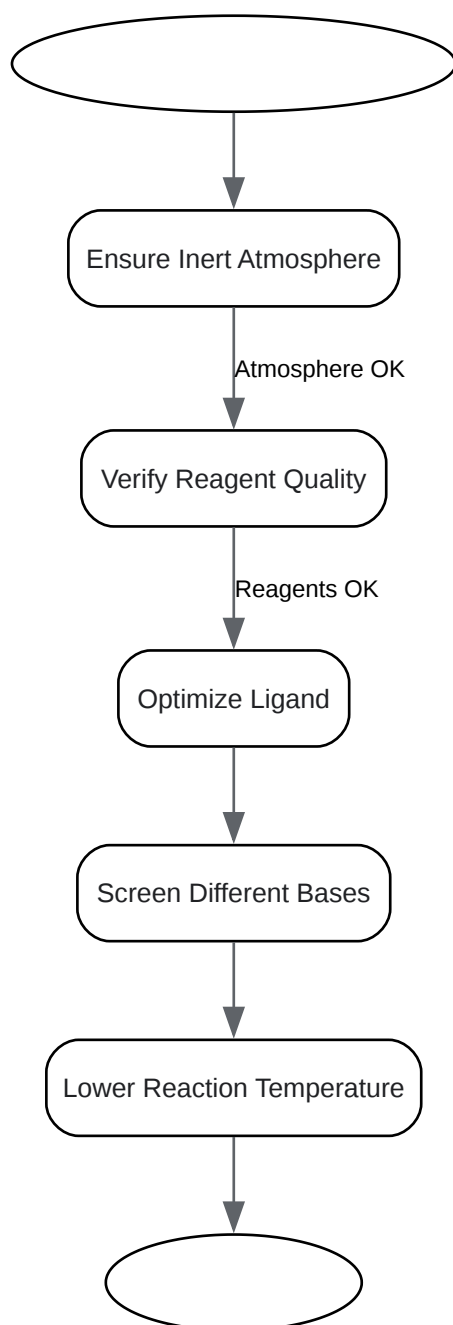 Ensure Inert Atmosphere
Atmosphere OK
Verify Reagent Quality
Reagents OK
Optimize Ligand
Screen Different Bases
Lower Reaction Temperature